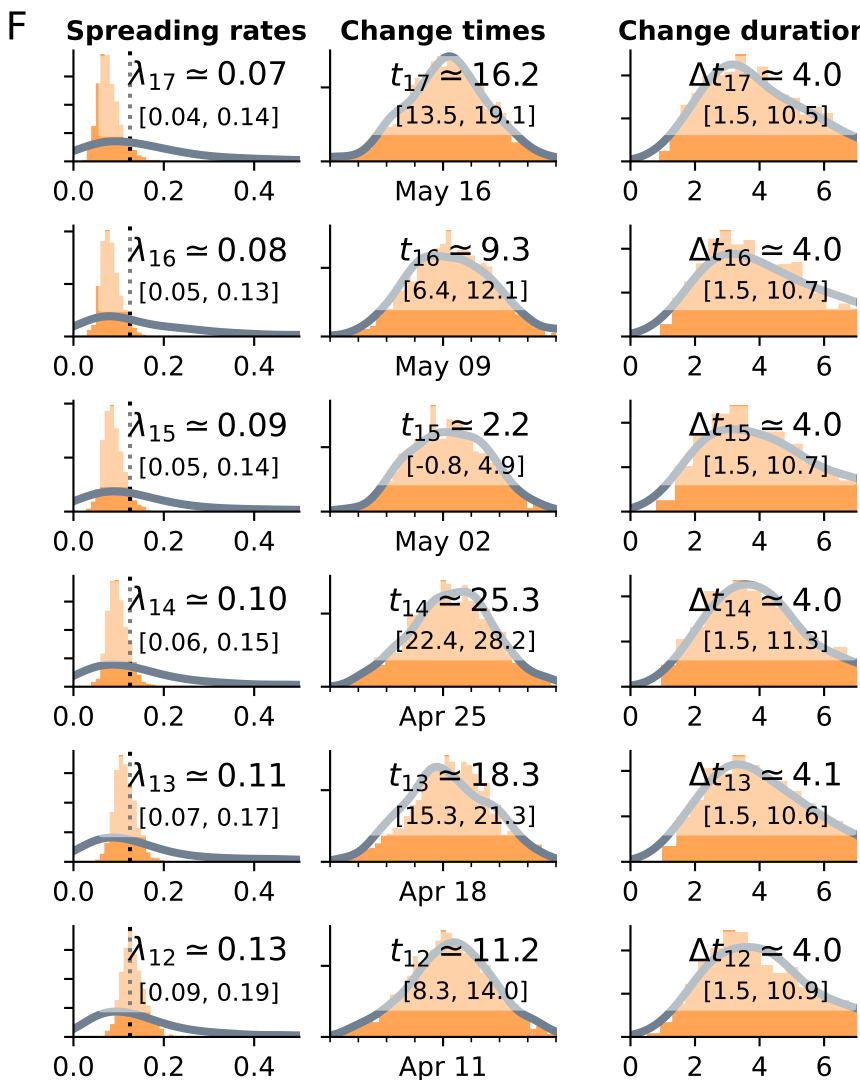 F
Spreading rates Change times Change duration
λ17 ≃ 0.07 t17 ≃ 16.2 Δt17 ≃ 4.0
[0.04, 0.14] [13.5, 19.1] [1.5, 10.5]
0.0 0.2 0.4 2 4 6
May 16
λ16 ≃ 0.08 t16 ≃ 9.3 Δt16 ≃ 4.0
[0.05, 0.13] [6.4, 12.1] [1.5, 10.7]
0.0 0.2 0.4 0 2 4 6
May 09
λ15 ≃ 0.09 t15 ≃ 2.2 Δt15 ≃ 4.0
[0.05, 0.14] [-0.8, 4.9] [1.5, 10.7]
0.0 0.2 0.4 0 2 4 6
May 02
λ14 ≃ 0.10 t14 ≃ 25.3 Δt14 ≃ 4.0
[0.06, 0.15] [22.4, 28.2] [1.5, 11.3]
0.0 0.2 0.4 0 2 4 6
Apr 25
λ13 ≃ 0.11 t13 ≃ 18.3 Δt13 ≃ 4.1
[0.07, 0.17] [15.3, 21.3] [1.5, 10.6]
0.0 0.2 0.4 0 2 4 6
Apr 18
λ12 ≃ 0.13 t12 ≃ 11.2 Δt12 ≃ 4.0
[0.09, 0.19] [8.3, 14.0] [1.5, 10.9]
0.0 0.2 0.4 0 2 4 6
Apr 11